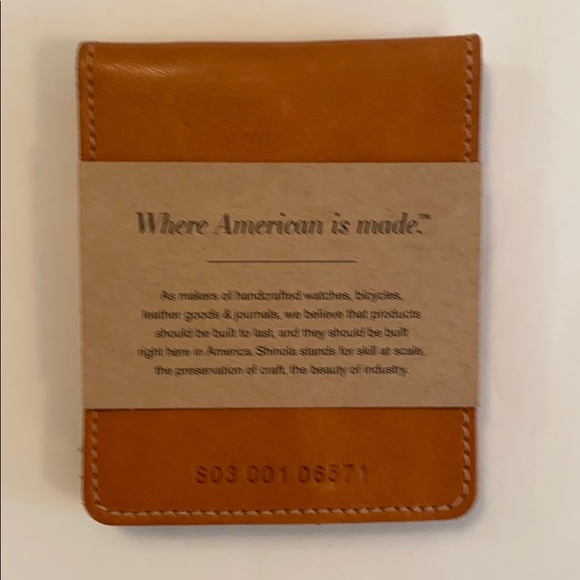 Where American is made.™
As makers of handcrafted watches, bicycles,
leather goods & journals, we believe that products
should be built to last, and they should be built
right here in America. Shinola stands for skill at scale,
the preservation of craft, the beauty of industry.
S03 001 06571